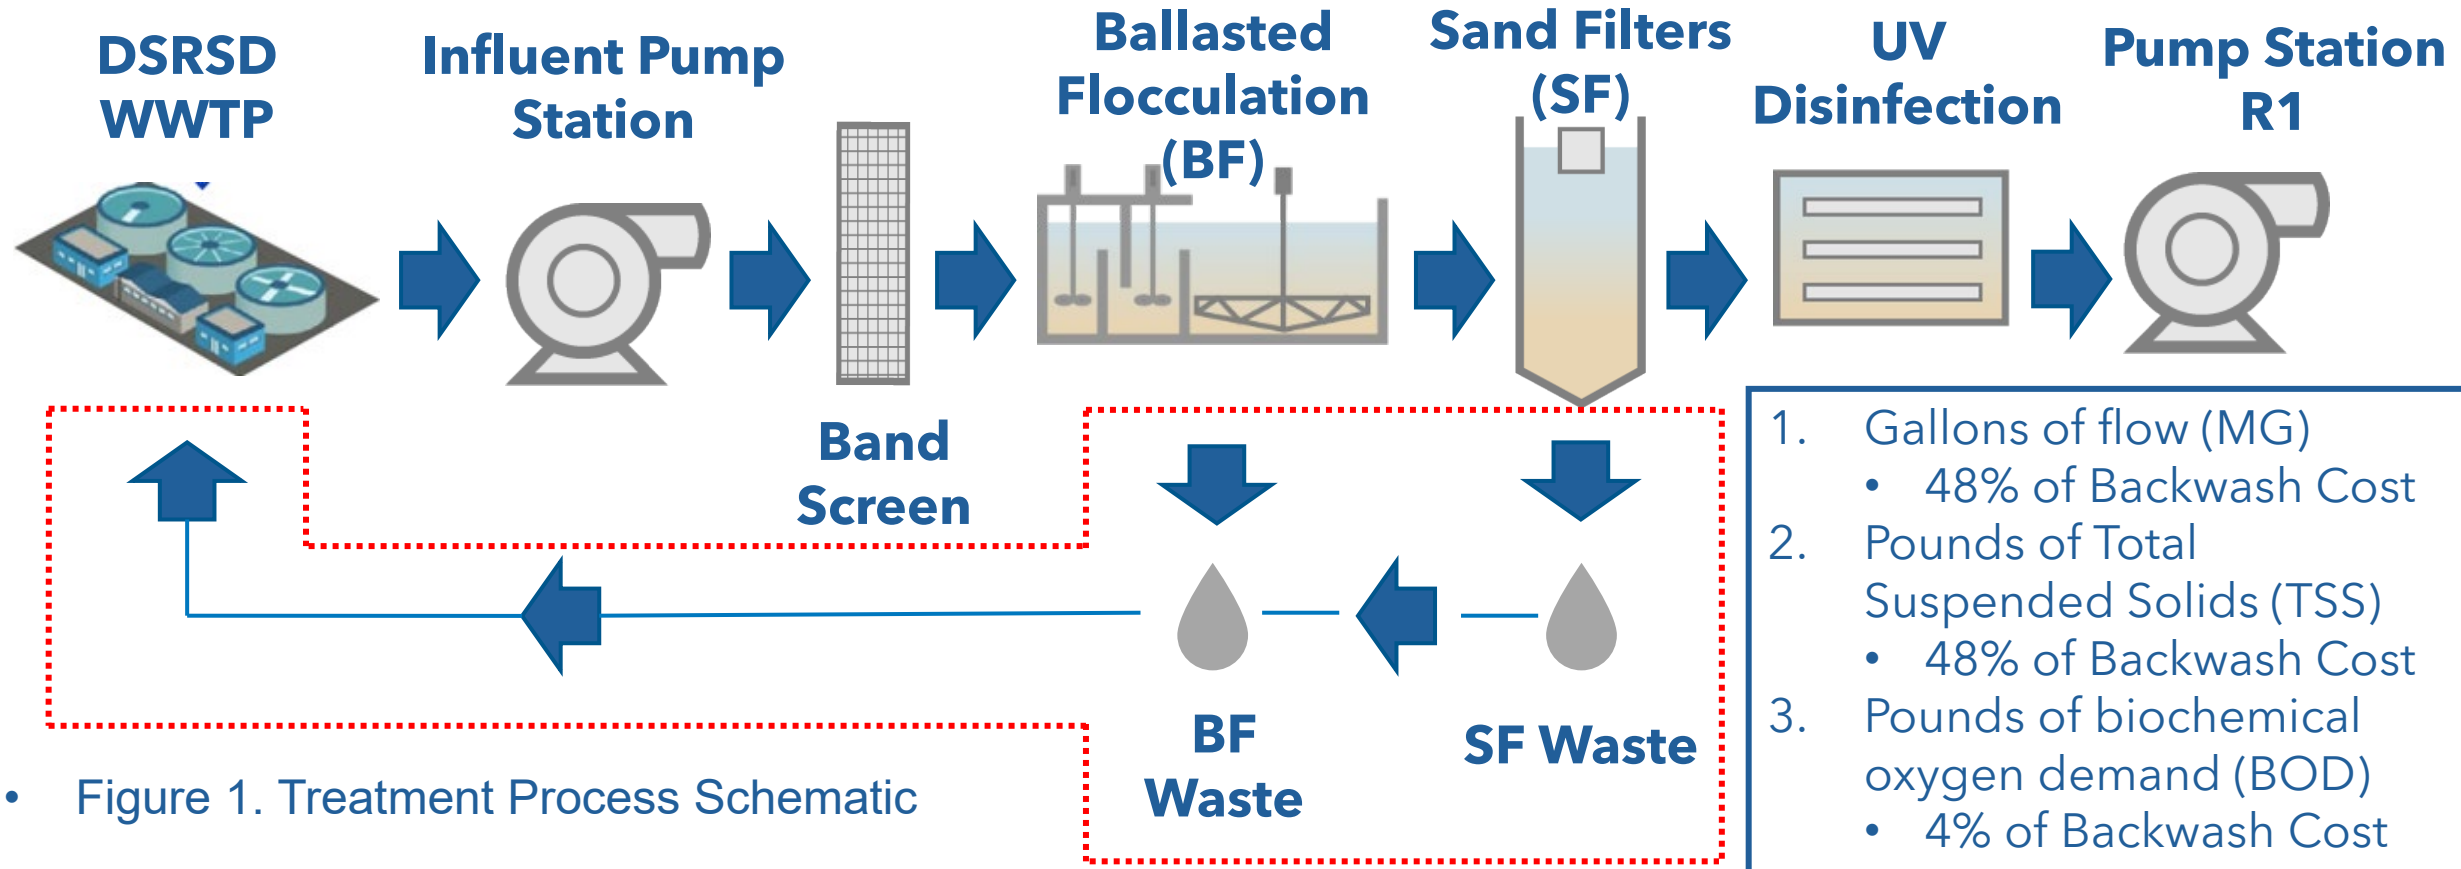 DSRSD
WWTP
Influent Pump
Station
Ballasted
Flocculation
(BF)
Sand Filters
(SF)
UV
Disinfection
Pump Station
R1
Band
Screen
BF
Waste
SF Waste
1. Gallons of flow (MG)
• 48% of Backwash Cost
2. Pounds of Total
Suspended Solids (TSS)
• 48% of Backwash Cost
3. Pounds of biochemical
oxygen demand (BOD)
• 4% of Backwash Cost
• Figure 1. Treatment Process Schematic